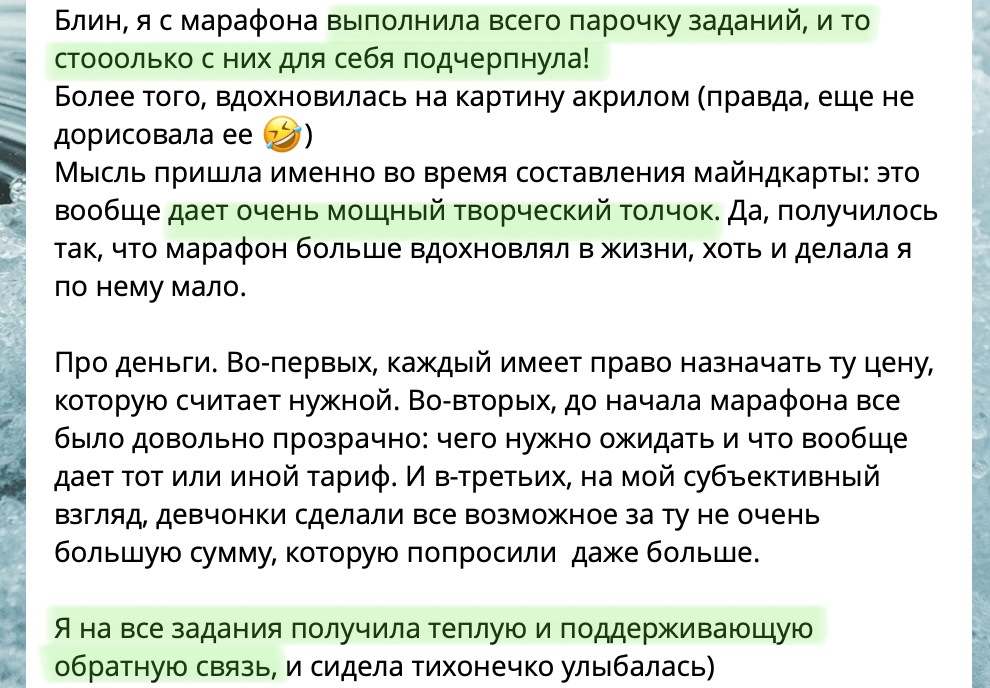 Блин, я с марафона выполнила всего парочку заданий, и то
стооолько с них для себя подчерпнула!
Более того, вдохновилась на картину акрилом (правда, еще не
дорисовала ее 🤣)
Мысль пришла именно во время составления майндкарты: это
вообще дает очень мощный творческий толчок. Да, получилось
так, что марафон больше вдохновлял в жизни, хоть и делала я
по нему мало.
Про деньги. Во-первых, каждый имеет право назначать ту цену,
которую считает нужной. Во-вторых, до начала марафона все
было довольно прозрачно: чего нужно ожидать и что вообще
дает тот или иной тариф. И в-третьих, на мой субъективный
взгляд, девчонки сделали все возможное за ту не очень
большую сумму, которую попросили  даже больше.
Я на все задания получила теплую и поддерживающую
обратную связь, и сидела тихонечко улыбалась)